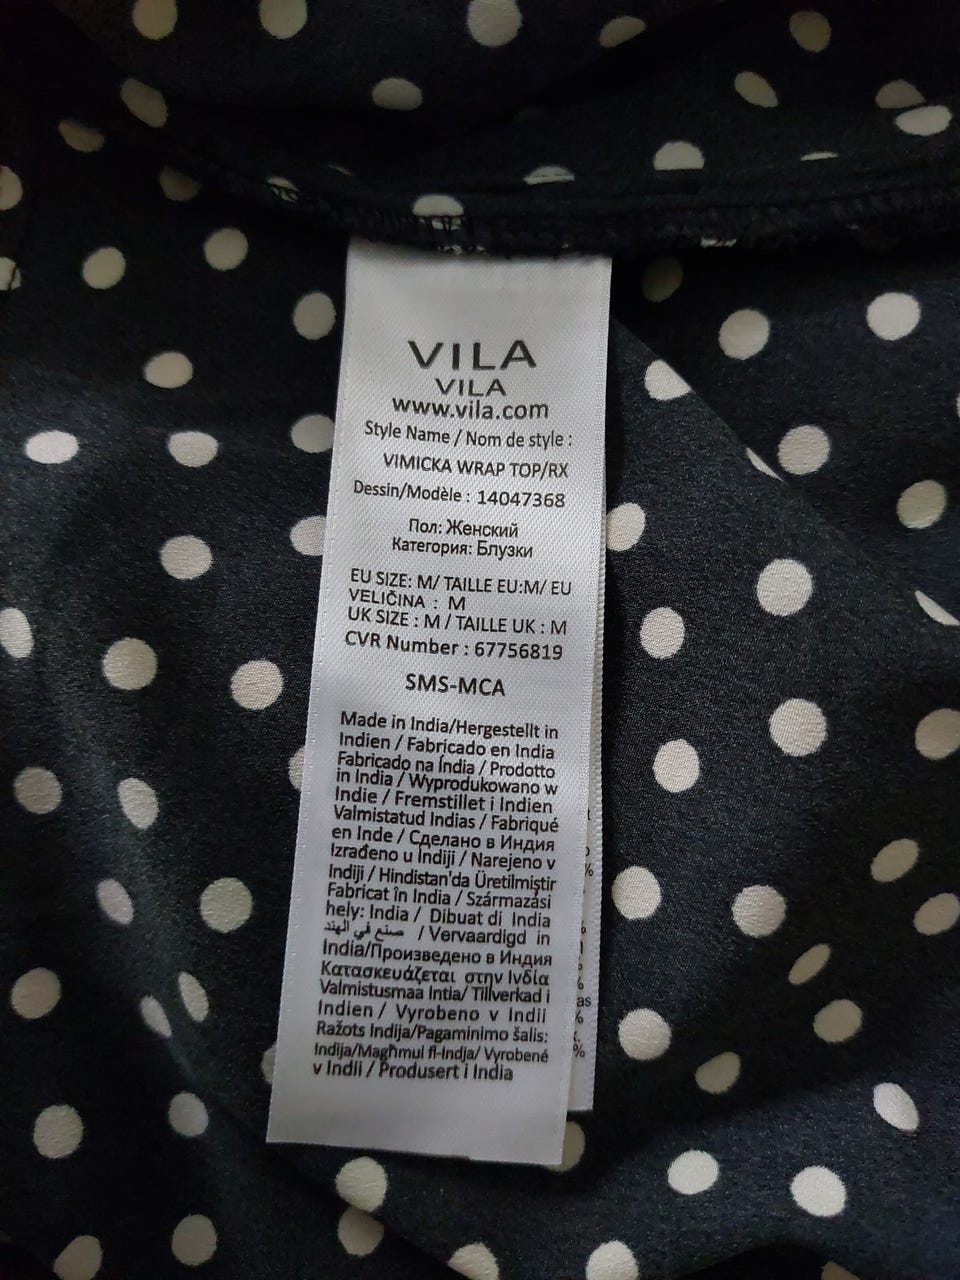 VILA
VILA
www.vila.com
Style Name / Nom de style :
VIMICKA WRAP TOP/RX
Dessin/Modèle : 14047368
Пол: Женский
Категория: Блузки
EU SIZE: M/ TAILLE EU:M/ EU
VELIČINA : M
UK SIZE : M / TAILLE UK : M
CVR Number : 67756819
SMS-MCA
Made in India/Hergestellt in
Indien / Fabricado en India
Fabricado na Índia / Prodotto
in India / Wyprodukowano w
Indie / Fremstillet i Indien
Valmistatud Indias / Fabriqué
en Inde / Сделано в Индия
Izrađeno u Indiji / Narejeno v
Indiji / Hindistan'da Üretilmiştir
Fabricat în India / Származási
hely: India / Dibuat di India
صنع في الهند / Vervaardigd in
India/Произведено в Индия
Κατασκευάζεται στην Ινδία
Valmistusmaa Intia/ Tillverkad i
Indien / Vyrobeno v Indii
Ražots Indija/Pagaminimo šalis:
Indija/Magħmul fl-Indja/ Vyrobené
v Indii / Produsert i India
%
%
as
%
%